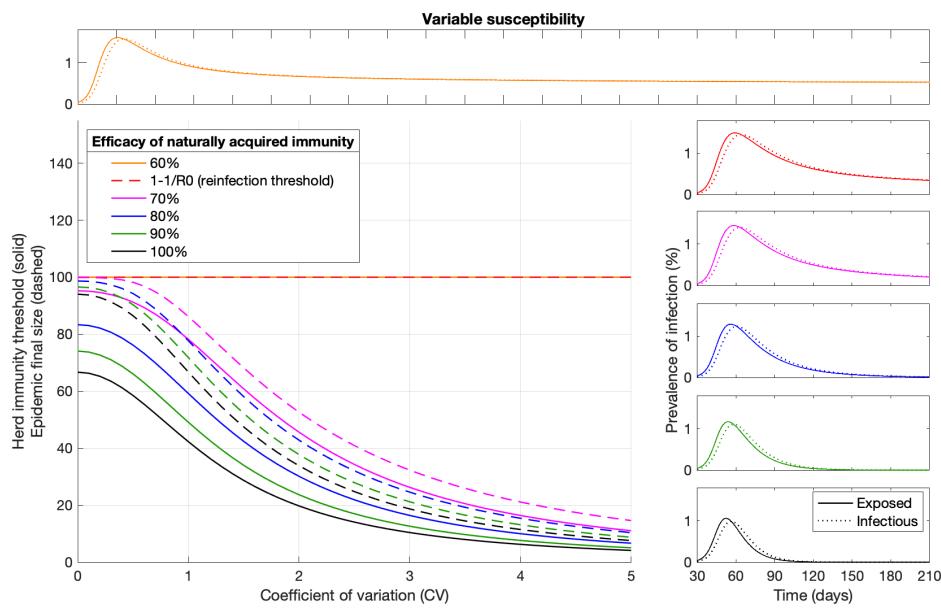 Variable susceptibility
1
0
Efficacy of naturally acquired immunity
60%
1-1/R0 (reinfection threshold)
70%
80%
90%
100%
Herd immunity threshold (solid)
Epidemic final size (dashed)
140
120
100
80
60
40
20
0
0 1 2 3 4 5
Coefficient of variation (CV)
Prevalence of infection (%)
1
0
1
0
1
0
1
0
1
0
Exposed
Infectious
30 60 90 120 150 180 210
Time (days)